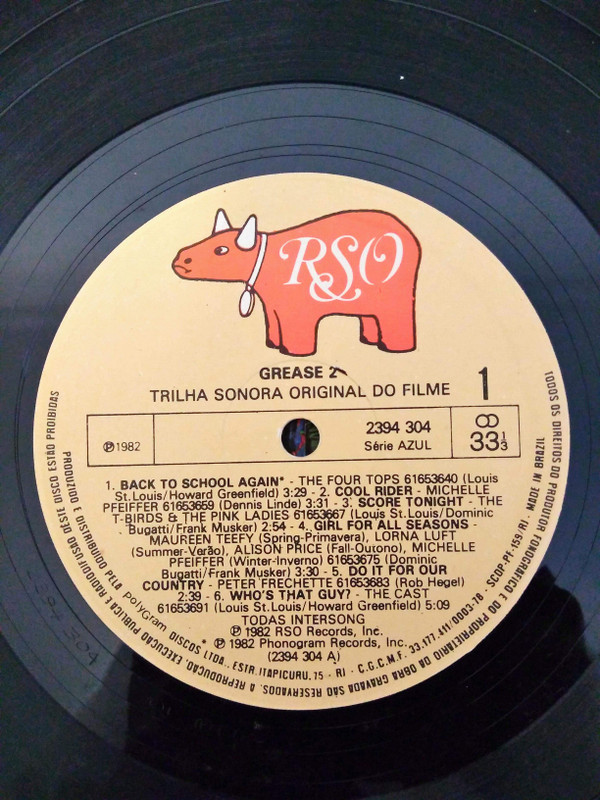 RSO
GREASE 2
TRILHA SONORA ORIGINAL DO FILME
1
℗ 1982
2394 304
Série AZUL
33 1/3
1. BACK TO SCHOOL AGAIN* - THE FOUR TOPS 61653640 (Louis
St. Louis/Howard Greenfield) 3:29 - 2. COOL RIDER - MICHELLE
PFEIFFER 61653659 (Dennis Linde) 3:31 - 3. SCORE TONIGHT - THE
T-BIRDS & THE PINK LADIES 61653667 (Louis St. Louis/Dominic
Bugatti/Frank Musker) 2:54 - 4. GIRL FOR ALL SEASONS -
MAUREEN TEEFY (Spring-Primavera), LORNA LUFT
(Summer-Verão), ALISON PRICE (Fall-Outono), MICHELLE
PFEIFFER (Winter-Inverno) 61653675 (Dominic
Bugatti/Frank Musker) 3:30 - 5. DO IT FOR OUR
COUNTRY - PETER FRECHETTE 61653683 (Rob Hegel)
2:39 - 6. WHO'S THAT GUY? - THE CAST
61653691 (Louis St. Louis/Howard Greenfield) 5:09
TODAS INTERSONG
℗ 1982 RSO Records, Inc.
* ℗ 1982 Phonogram Records, Inc.
(2394 304 A)
TODOS OS DIREITOS DO PRODUTOR FONOGRÁFICO E DO PROPRIETÁRIO DA OBRA GRAVADA SÃO RESERVADOS. A REPRODUÇÃO, EXECUÇÃO PÚBLICA E RADIODIFUSÃO DESTE DISCO ESTÃO PROIBIDAS
PRODUZIDO E DISTRIBUÍDO PELA PolyGram DISCOS LTDA., ESTR. ITAPICURU, 75 - RJ - C.G.C.M.F. 33.177.411/0003-78 - SCDP-PF-159/RJ. MADE IN BRAZIL